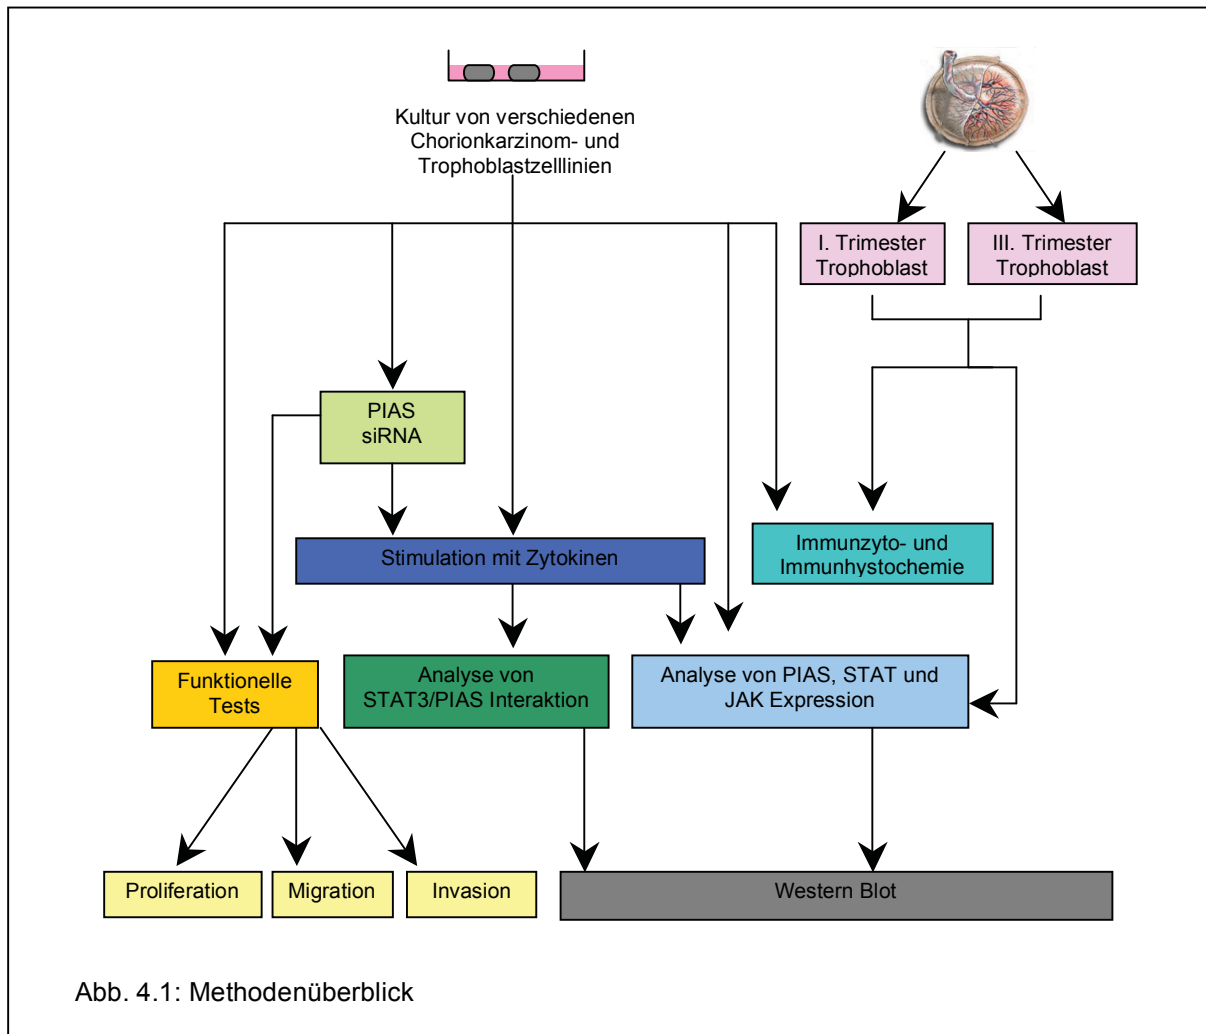 Kultur von verschiedenen
Chorionkarzinom- und
Trophoblastzelllinien
I. Trimester
Trophoblast
III. Trimester
Trophoblast
PIAS
siRNA
Stimulation mit Zytokinen
Immunzyto- und
Immunhystochemie
Funktionelle
Tests
Analyse von
STAT3/PIAS Interaktion
Analyse von PIAS, STAT und
JAK Expression
Proliferation
Migration
Invasion
Western Blot
Abb. 4.1: Methodenüberblick